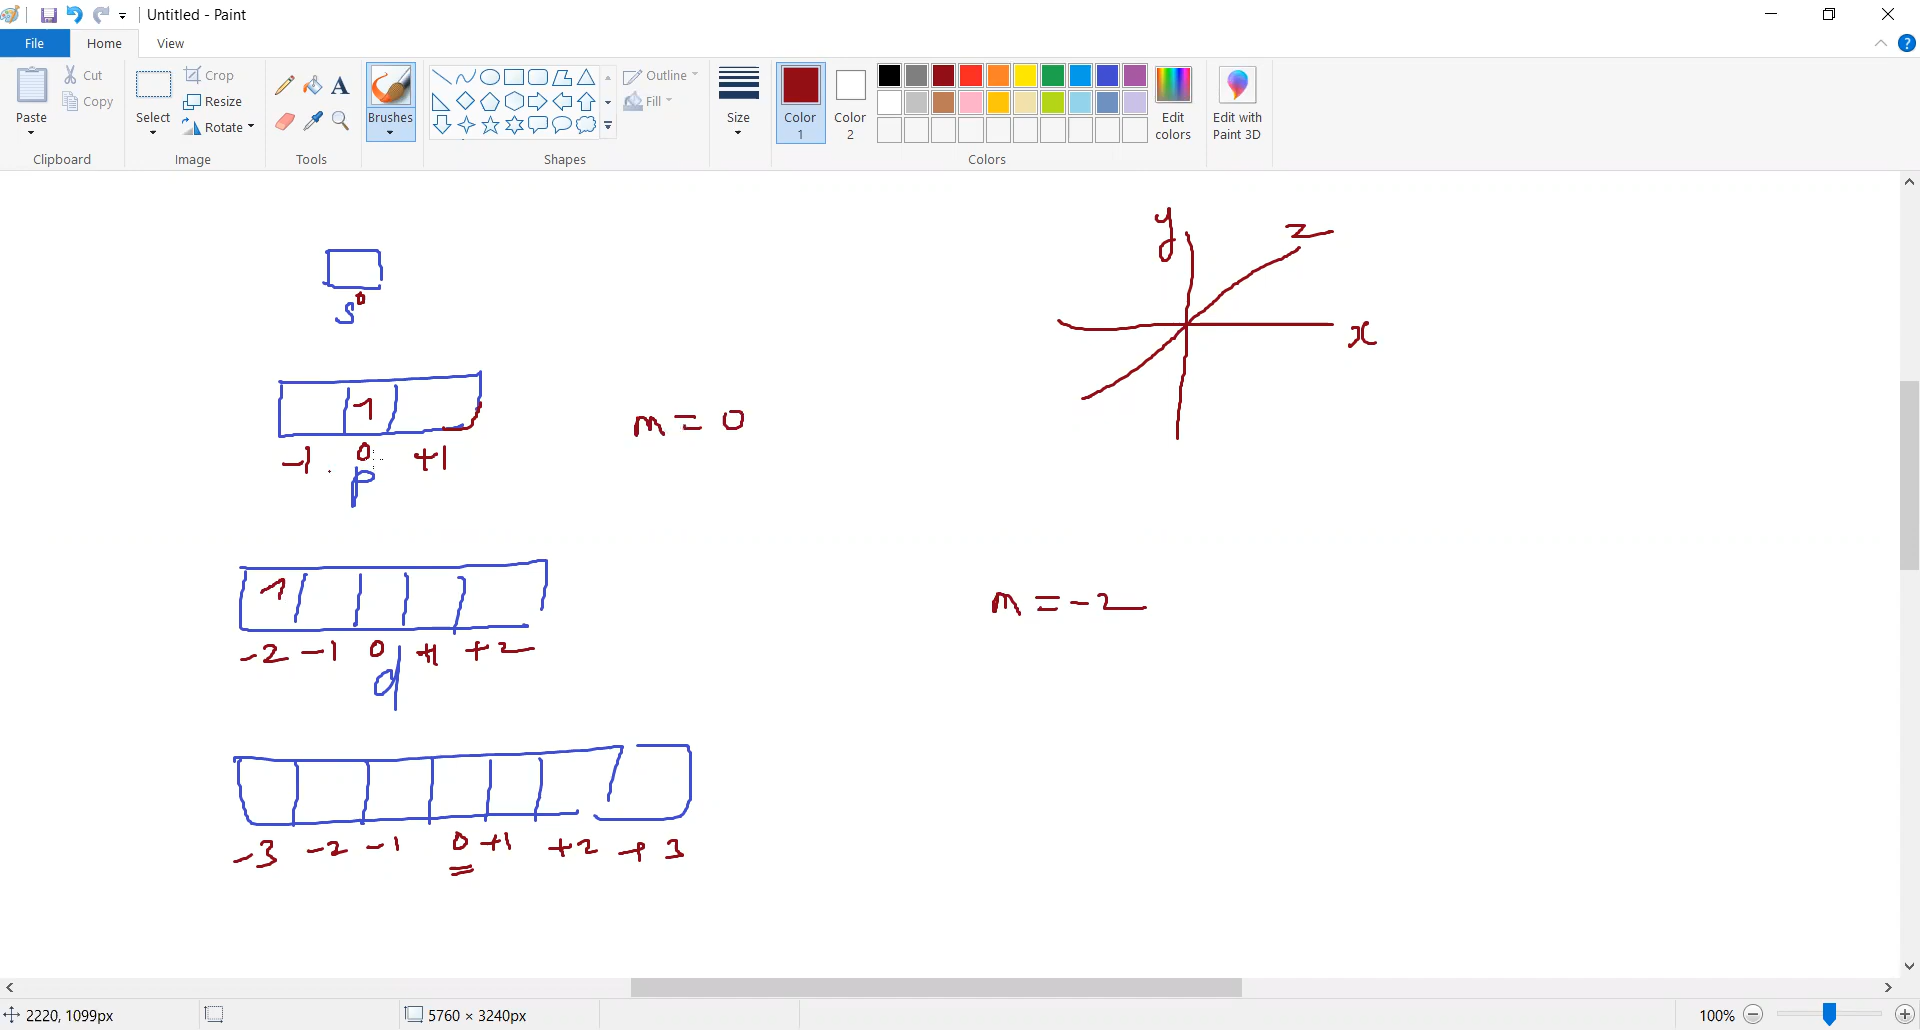 Untitled - Paint
File Home View
Cut
Copy
Paste
Clipboard
Crop
Resize
Rotate
Select
Image
A
Tools
Brushes
Outline
Fill
Shapes
Size
Color 1
Color 2
Edit colors
Edit with Paint 3D
Colors
s 0
1
-1 0 +1
p
m = 0
y
z
x
1
-2 -1 0 +1 +2
d
m = -2
-3 -2 -1 0 +1 +2 +3
2220, 1099px
5760 × 3240px
100%